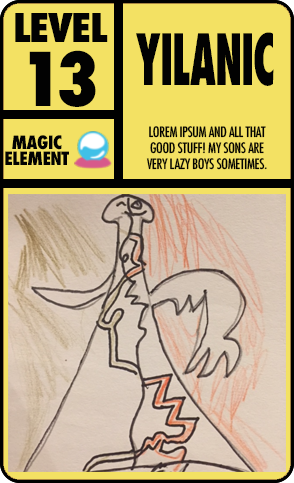 LEVEL
13
YILANIC
MAGIC
ELEMENT
LOREM IPSUM AND ALL THAT
GOOD STUFF! MY SONS ARE
VERY LAZY BOYS SOMETIMES.